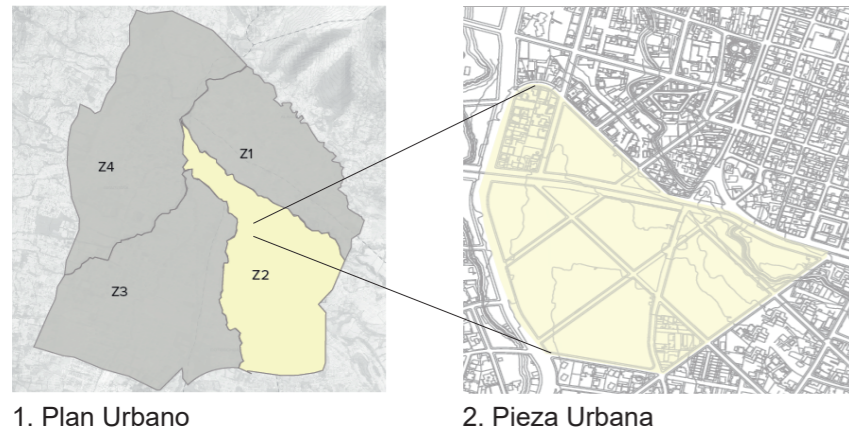 Z1
Z4
Z2
Z3
1. Plan Urbano
2. Pieza Urbana